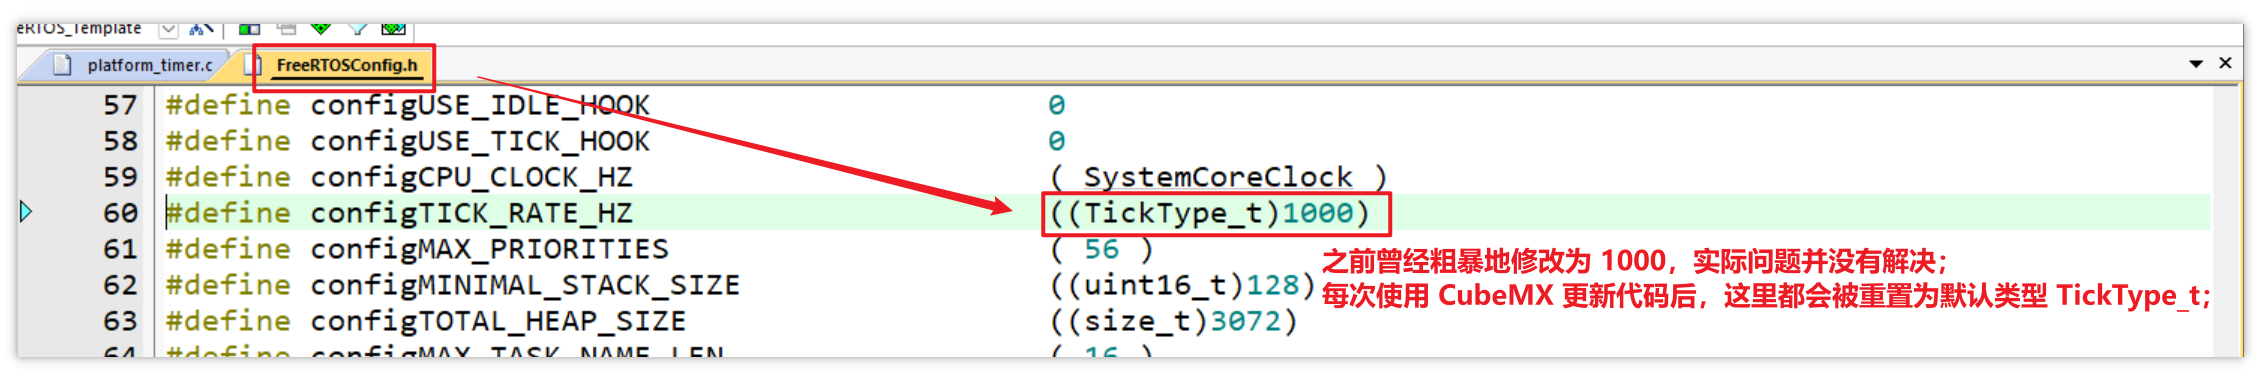 eRTOS_Template
platform_timer.c FreeRTOSConfig.h
57 #define configUSE_IDLE_HOOK 0
58 #define configUSE_TICK_HOOK 0
59 #define configCPU_CLOCK_HZ ( SystemCoreClock )
60 #define configTICK_RATE_HZ ((TickType_t)1000)
61 #define configMAX_PRIORITIES ( 56 )
62 #define configMINIMAL_STACK_SIZE ((uint16_t)128)
63 #define configTOTAL_HEAP_SIZE ((size_t)3072)
64 #define configMAX_TASK_NAME_LEN ( 16 )
之前曾经粗暴地修改为 1000，实际问题并没有解决；
每次使用 CubeMX 更新代码后，这里都会被重置为默认类型 TickType_t；